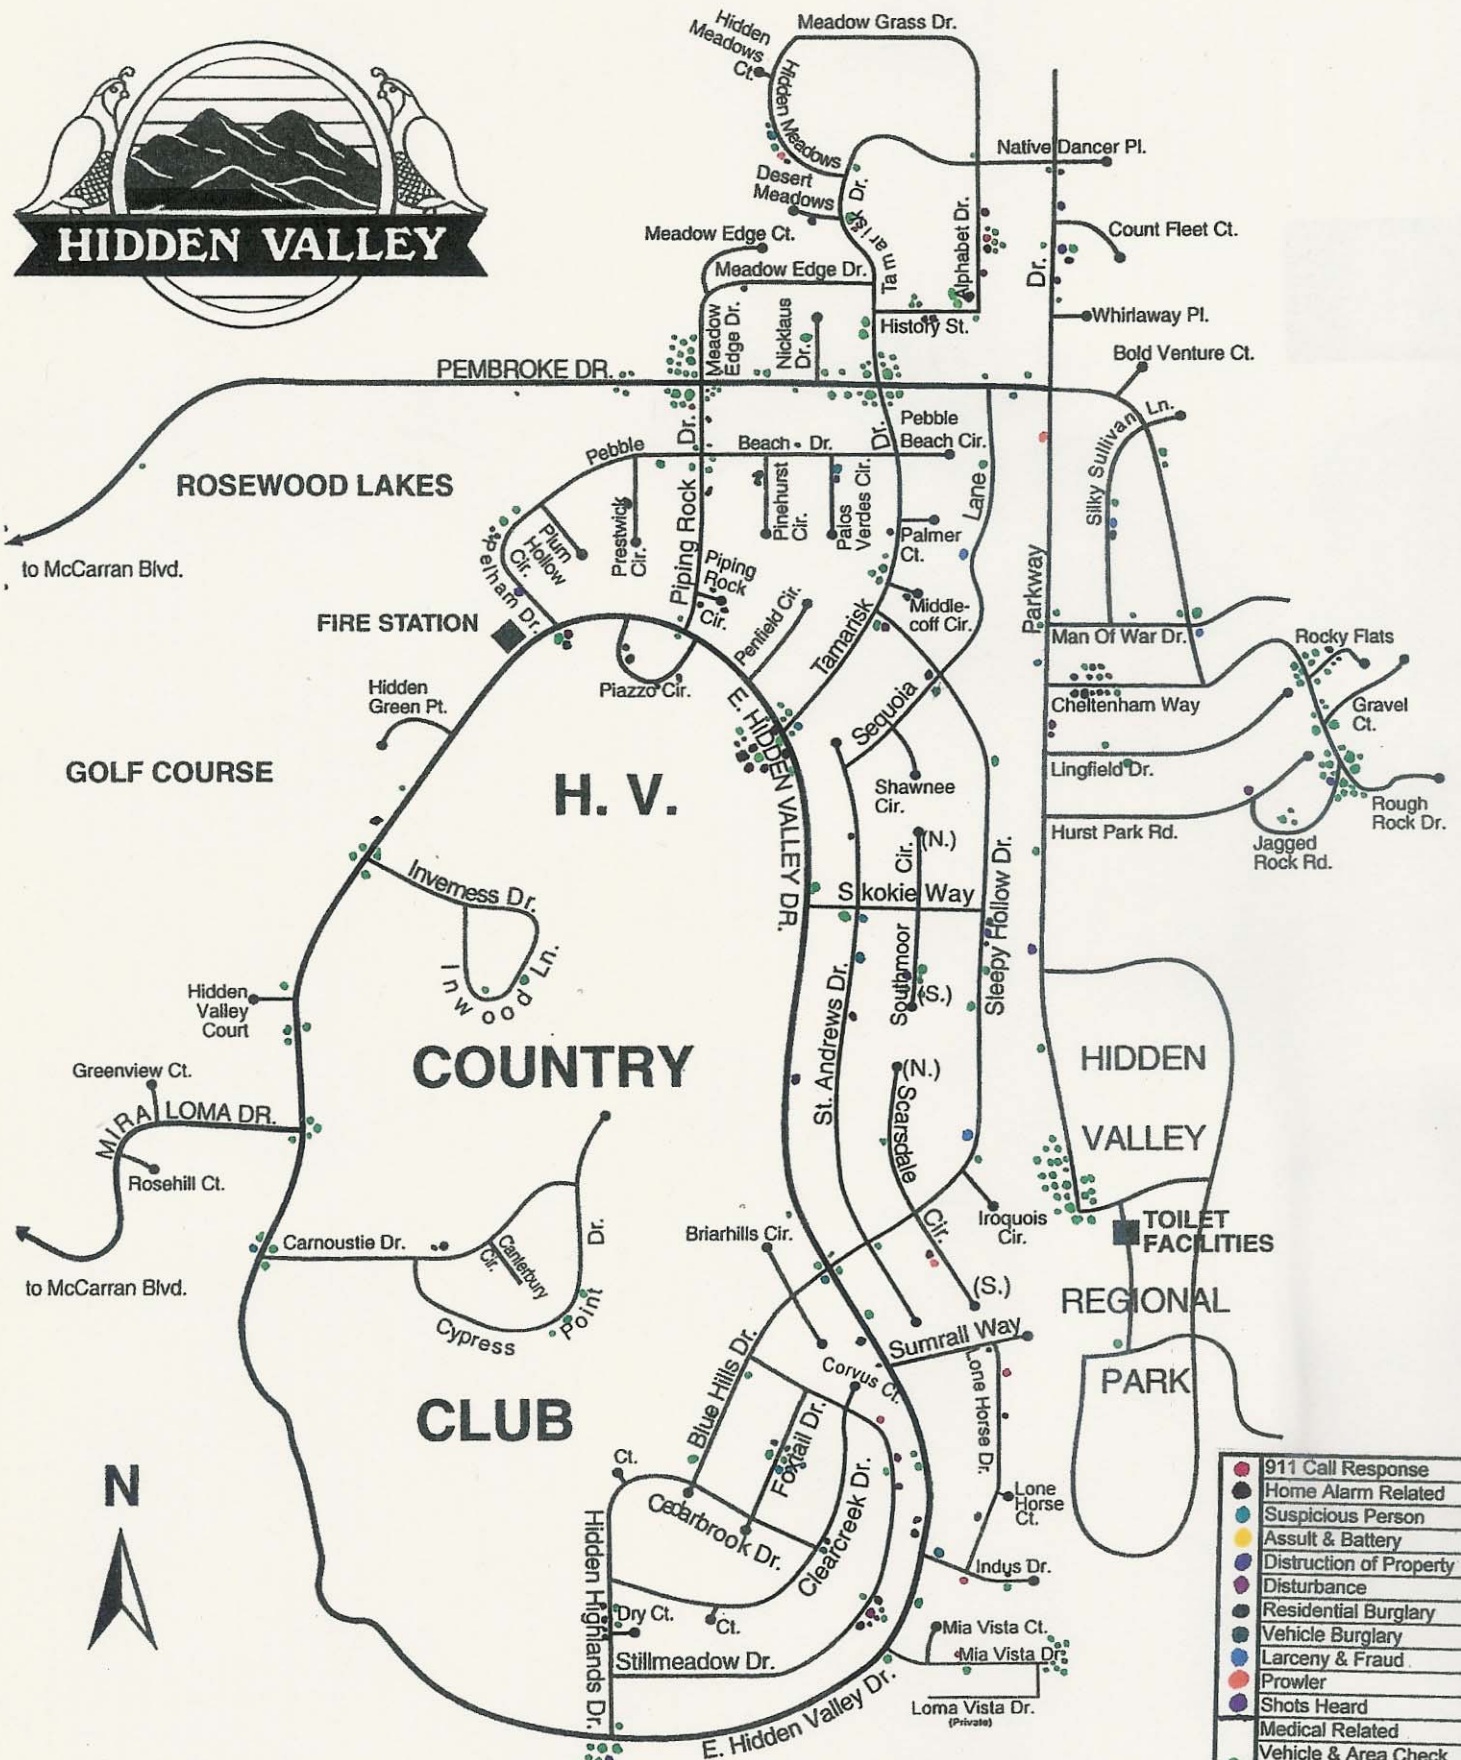 HIDDEN VALLEY
Hidden
Meadows
Ct.
Meadow Grass Dr.
Hidden Meadows
Native Dancer Pl.
Desert
Meadows
Tamarisk Dr.
Alphabet Dr.
Count Fleet Ct.
Meadow Edge Ct.
Meadow Edge Dr.
Dr.
Meadow
Edge Dr.
Nicklaus
Dr.
History St.
Whirlaway Pl.
Bold Venture Ct.
PEMBROKE DR.
Silky Sullivan Ln.
Pebble
Beach Cir.
Pebble
Beach Dr.
Dr.
Dr.
ROSEWOOD LAKES
Lane
Pinehurst
Cir.
Palos
Verdes Cir.
Prestwick
Cir.
Plum
Hollow
Cir.
Palmer
Ct.
to McCarran Blvd.
Pelham Dr.
Piping Rock
Piping
Rock
Cir.
Penfield Cir.
Tamarisk
Middle-
coff Cir.
Parkway
FIRE STATION
Man Of War Dr.
Rocky Flats
Piazzo Cir.
Hidden
Green Pt.
Sequoia
Cheltenham Way
Gravel
Ct.
E. HIDDEN VALLEY DR.
GOLF COURSE
H. V.
Lingfield Dr.
Shawnee
Cir.
Rough
Rock Dr.
Hurst Park Rd.
Jagged
Rock Rd.
(N.)
Cir.
Inverness Dr.
Skokie Way
Sleepy Hollow Dr.
Inwood Ln.
Southmoor
(S.)
St. Andrews Dr.
Hidden
Valley
Court
COUNTRY
HIDDEN
Greenview Ct.
(N.)
MIRA LOMA DR.
Scarsdale
VALLEY
Rosehill Ct.
Cir.
Iroquois
Cir.
TOILET
FACILITIES
Briarhills Cir.
Carnoustie Dr.
Canterbury
Cir.
Dr.
to McCarran Blvd.
(S.)
REGIONAL
Cypress Point
Sumrall Way
Blue Hills Dr.
Corvus Ct.
Lone Horse Dr.
PARK
CLUB
Foxtail Dr.
N
Ct.
Cedarbrook Dr.
Clearcreek Dr.
Lone
Horse
Ct.
Hidden Highlands Dr.
Indus Dr.
Dry Ct.
Ct.
Mia Vista Ct.
Mia Vista Dr.
Stillmeadow Dr.
Loma Vista Dr.
(Private)
E. Hidden Valley Dr.
911 Call Response
Home Alarm Related
Suspicious Person
Assult & Battery
Distruction of Property
Disturbance
Residential Burglary
Vehicle Burglary
Larceny & Fraud
Prowler
Shots Heard
Medical Related
Vehicle & Area Check